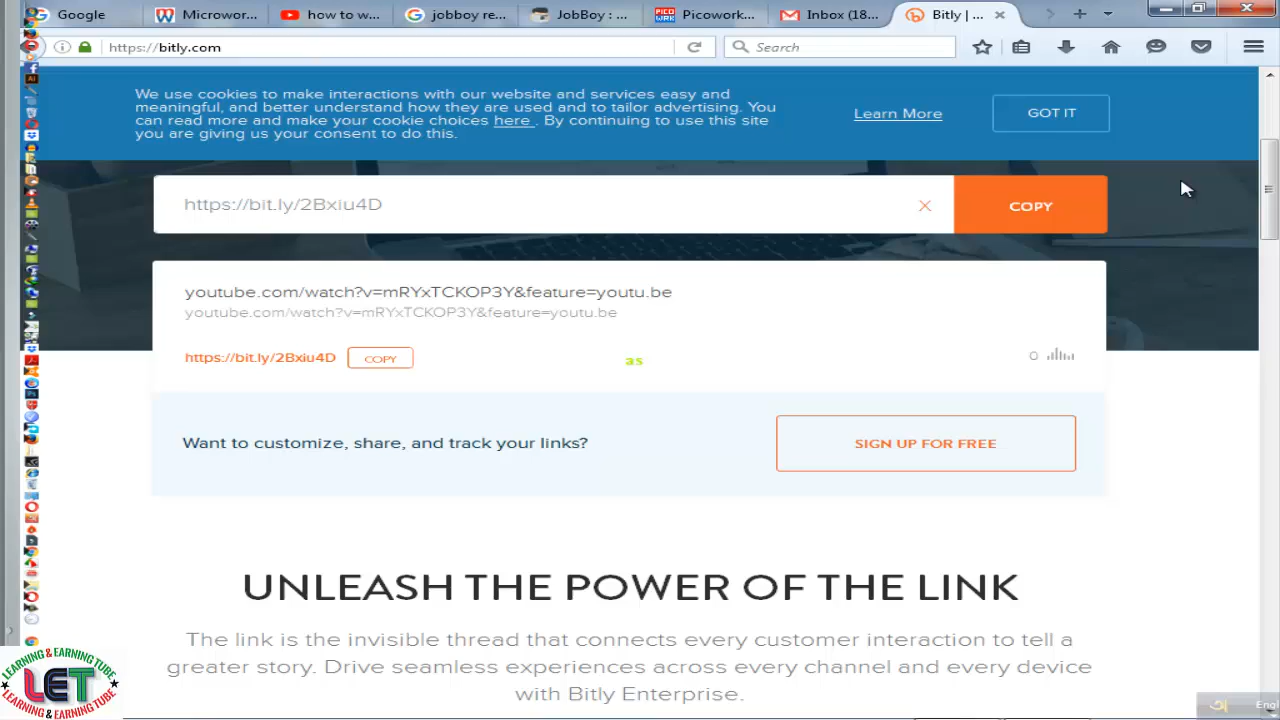 Google
Microwor...
how to w...
jobboy re...
JobBoy : ...
Picowork...
Inbox (18...
Bitly | ...
https://bitly.com
Search
We use cookies to make interactions with our website and services easy and
meaningful, and better understand how they are used and to tailor advertising. You
can read more and make your cookie choices here . By continuing to use this site
you are giving us your consent to do this.
Learn More
GOT IT
https://bit.ly/2Bxiu4D
COPY
youtube.com/watch?v=mRYxTCKOP3Y&feature=youtu.be
youtube.com/watch?v=mRYxTCKOP3Y&feature=youtu.be
https://bit.ly/2Bxiu4D
COPY
as
0
Want to customize, share, and track your links?
SIGN UP FOR FREE
UNLEASH THE POWER OF THE LINK
The link is the invisible thread that connects every customer interaction to tell a
greater story. Drive seamless experiences across every channel and every device
with Bitly Enterprise.
LEARNING & EARNING TUBE
LET
LEARNING & EARNING TUBE